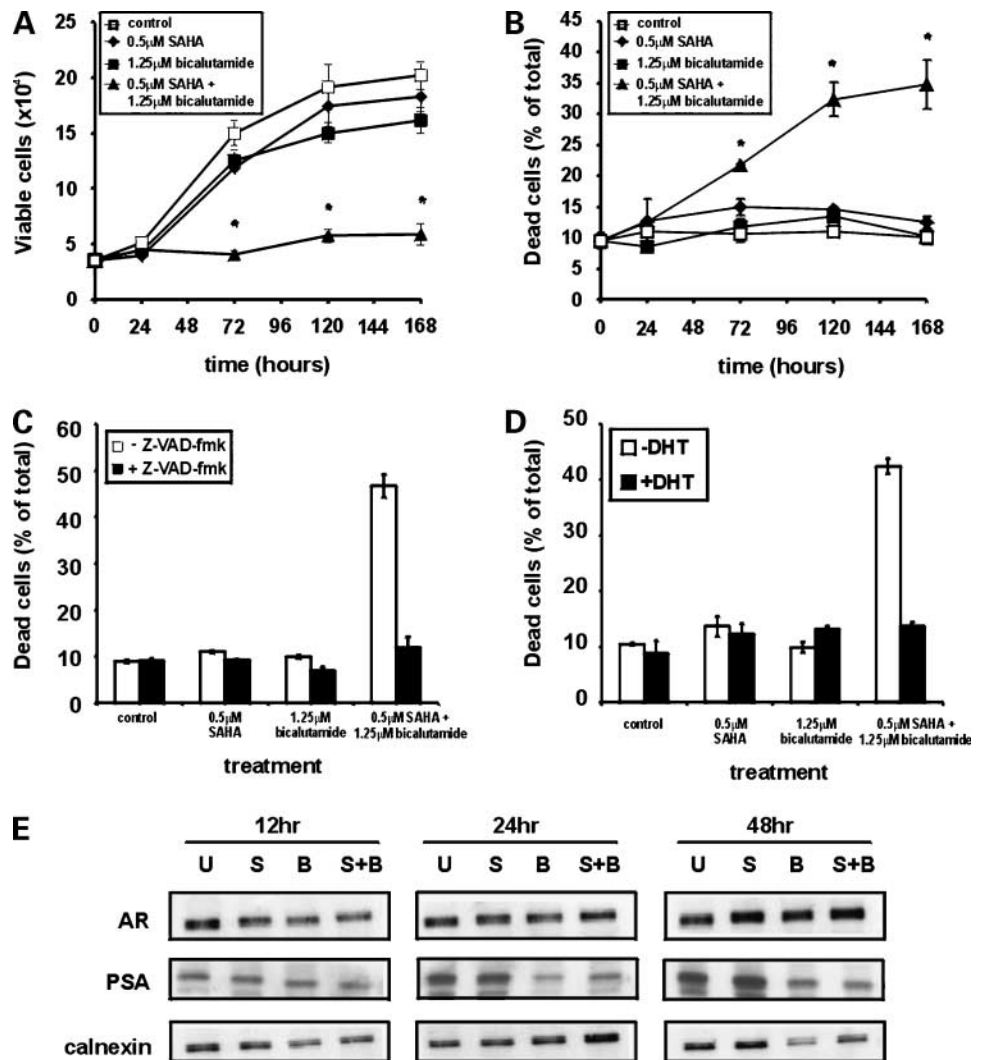 A
control
0.5µM SAHA
1.25µM bicalutamide
0.5µM SAHA +
1.25µM bicalutamide
Viable cells (x10⁴)
25
20
15
10
5
0
0 24 48 72 96 120 144 168
* * *
time (hours)
B
control
0.5µM SAHA
1.25µM bicalutamide
0.5µM SAHA +
1.25µM bicalutamide
Dead cells (% of total)
45
40
35
30
25
20
15
10
5
0
0 24 48 72 96 120 144 168
* * *
time (hours)
C
- Z-VAD-fmk
+ Z-VAD-fmk
Dead cells (% of total)
60
50
40
30
20
10
0
control
0.5µM
SAHA
1.25µM
bicalutamide
0.5µM SAHA +
1.25µM bicalutamide
treatment
D
-DHT
+DHT
Dead cells (% of total)
50
40
30
20
10
0
control
0.5µM
SAHA
1.25µM
bicalutamide
0.5µM SAHA +
1.25µM bicalutamide
treatment
E
12hr 24hr 48hr
U S B S+B U S B S+B U S B S+B
AR
PSA
calnexin